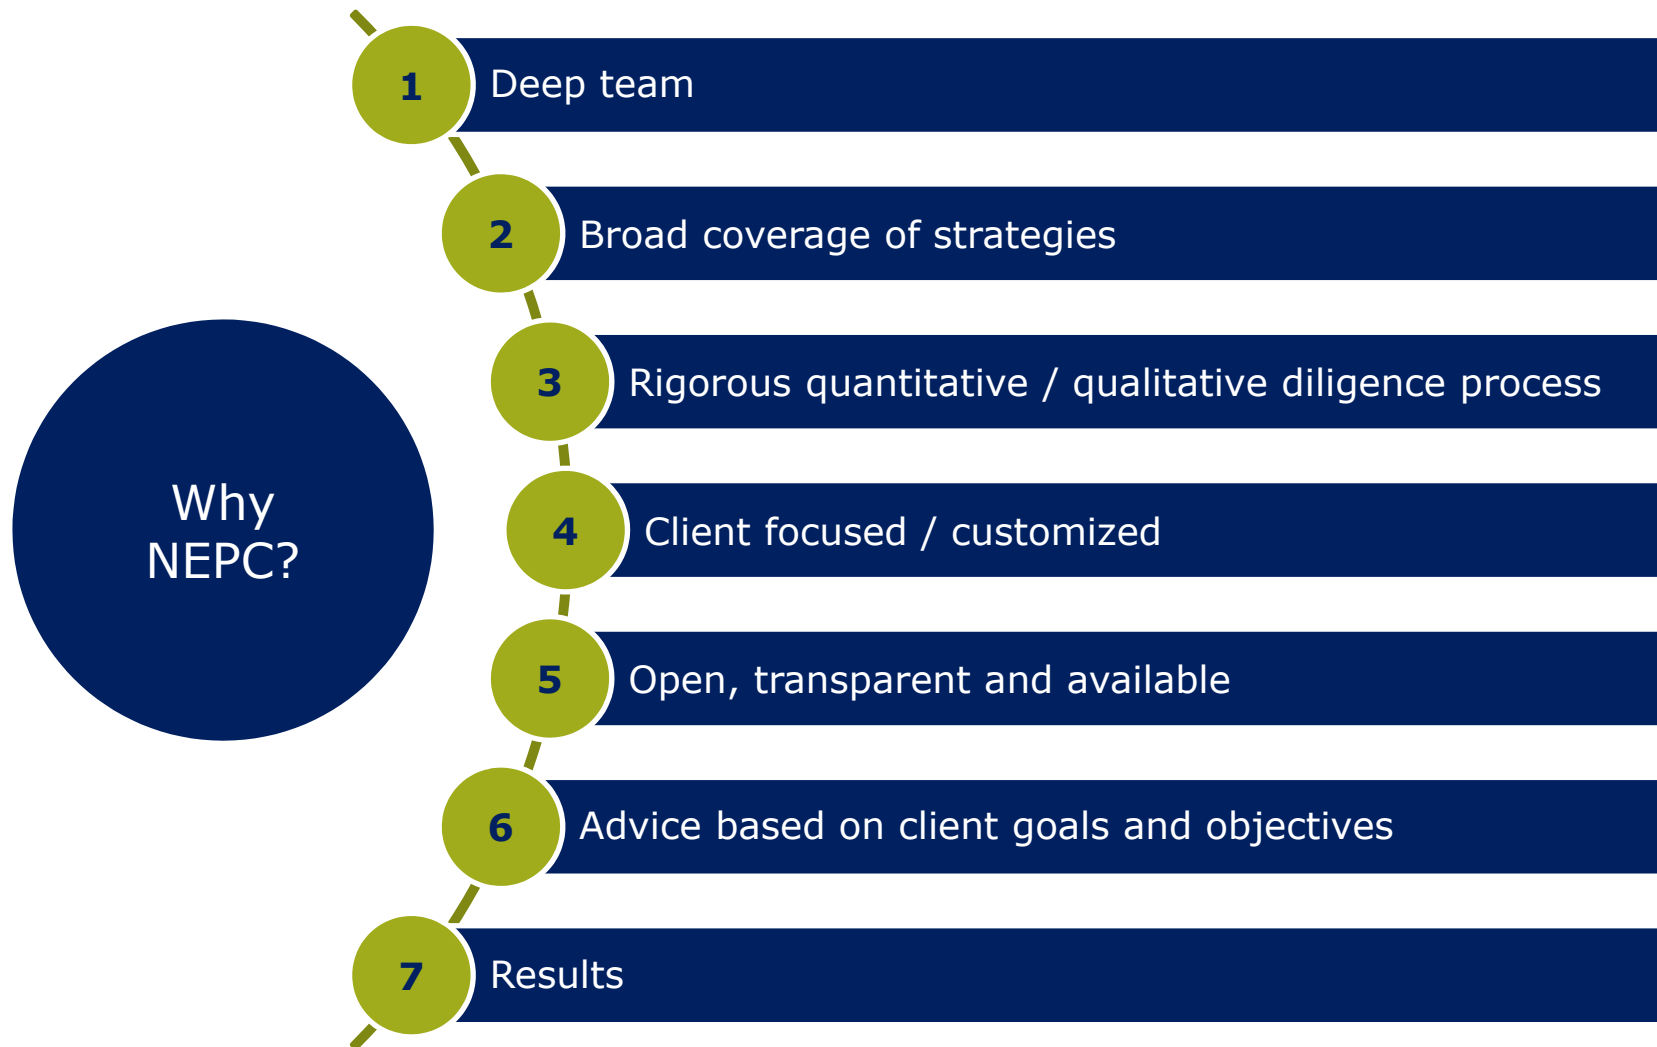 Why
NEPC?
1
Deep team
2
Broad coverage of strategies
3
Rigorous quantitative / qualitative diligence process
4
Client focused / customized
5
Open, transparent and available
6
Advice based on client goals and objectives
7
Results